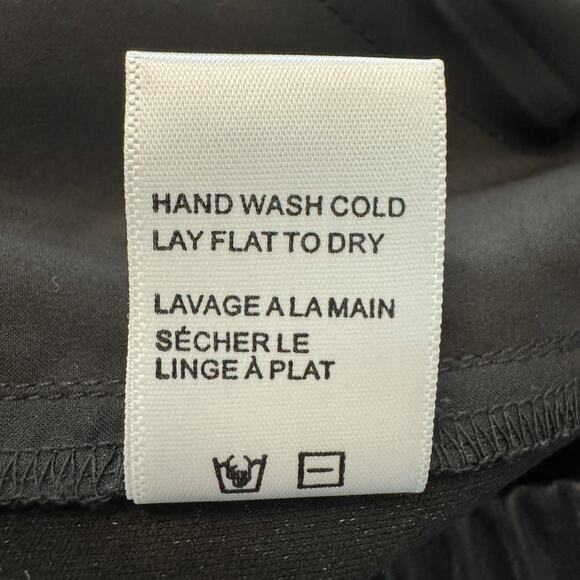 HAND WASH COLD
LAY FLAT TO DRY
LAVAGE A LA MAIN
SÉCHER LE
LINGE À PLAT